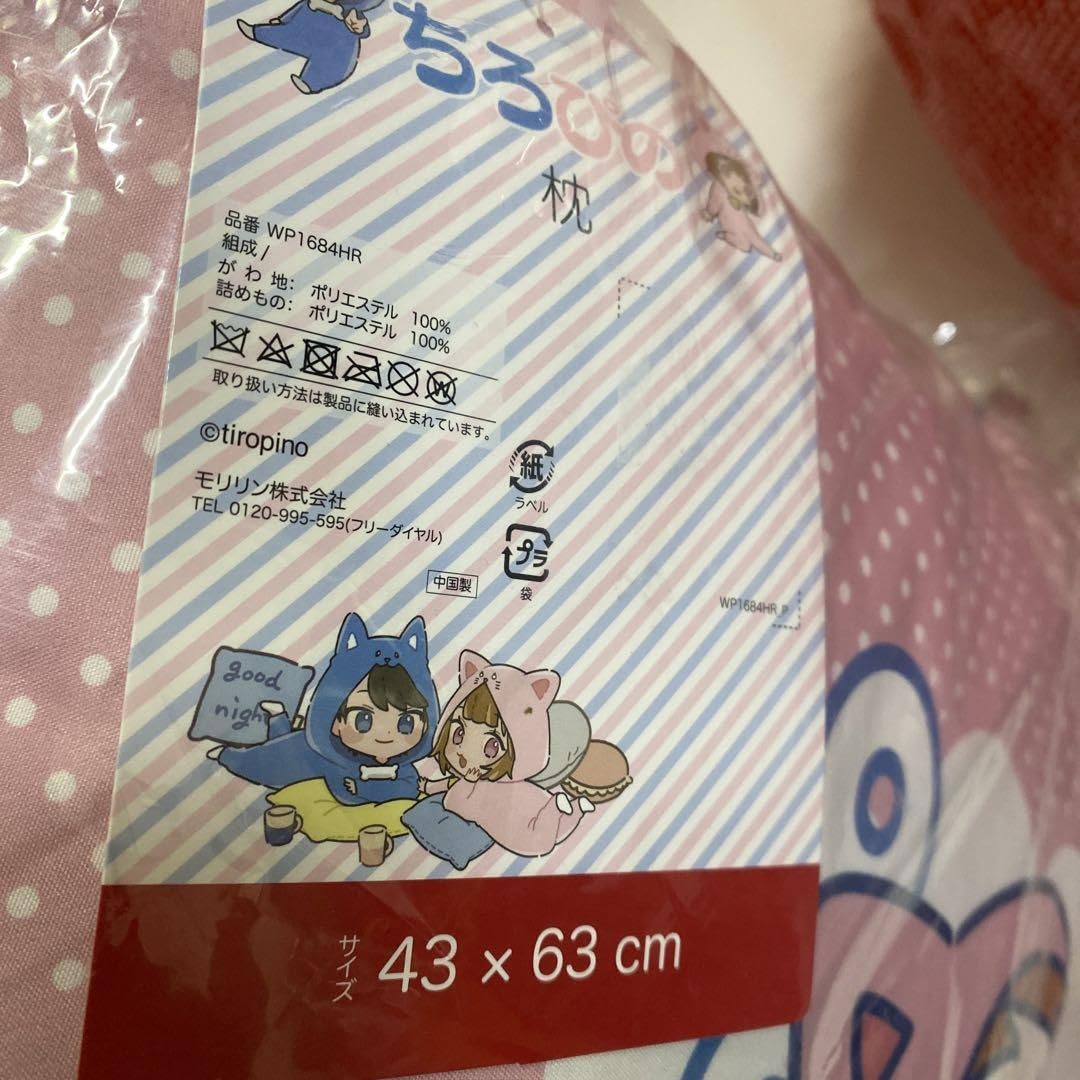 ちろぴの
枕
品番 WP1684HR
組成/
がわ地： ポリエステル 100%
詰めもの： ポリエステル 100%
W
取り扱い方法は製品に縫い込まれています。
©tiropino
モリリン株式会社
TEL 0120-995-595(フリーダイヤル)
紙
ラベル
プラ
袋
中国製
WP1684HR_P
good
night
サイズ 43 × 63 cm